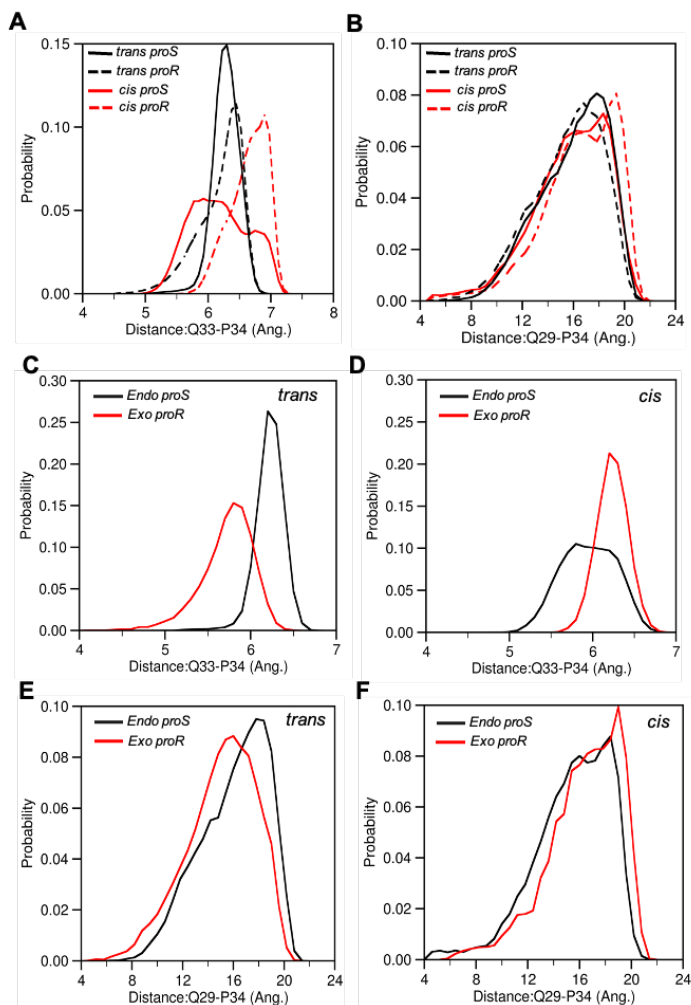 A
0.15
0.10
0.05
0.00
Probability
trans proS
trans proR
cis proS
cis proR
4 5 6 7 8
Distance:Q33-P34 (Ang.)
B
0.10
0.08
0.06
0.04
0.02
0.00
Probability
trans proS
trans proR
cis proS
cis proR
4 8 12 16 20 24
Distance:Q29-P34 (Ang.)
C
0.30
0.25
0.20
0.15
0.10
0.05
0.00
Probability
Endo proS
Exo proR
trans
4 5 6 7
Distance:Q33-P34 (Ang.)
D
0.30
0.25
0.20
0.15
0.10
0.05
0.00
Probability
Endo proS
Exo proR
cis
4 5 6 7
Distance:Q33-P34 (Ang.)
E
0.10
0.08
0.06
0.04
0.02
0.00
Probability
Endo proS
Exo proR
trans
4 8 12 16 20 24
Distance:Q29-P34 (Ang.)
F
0.10
0.08
0.06
0.04
0.02
0.00
Probability
Endo proS
Exo proR
cis
4 8 12 16 20 24
Distance:Q29-P34 (Ang.)